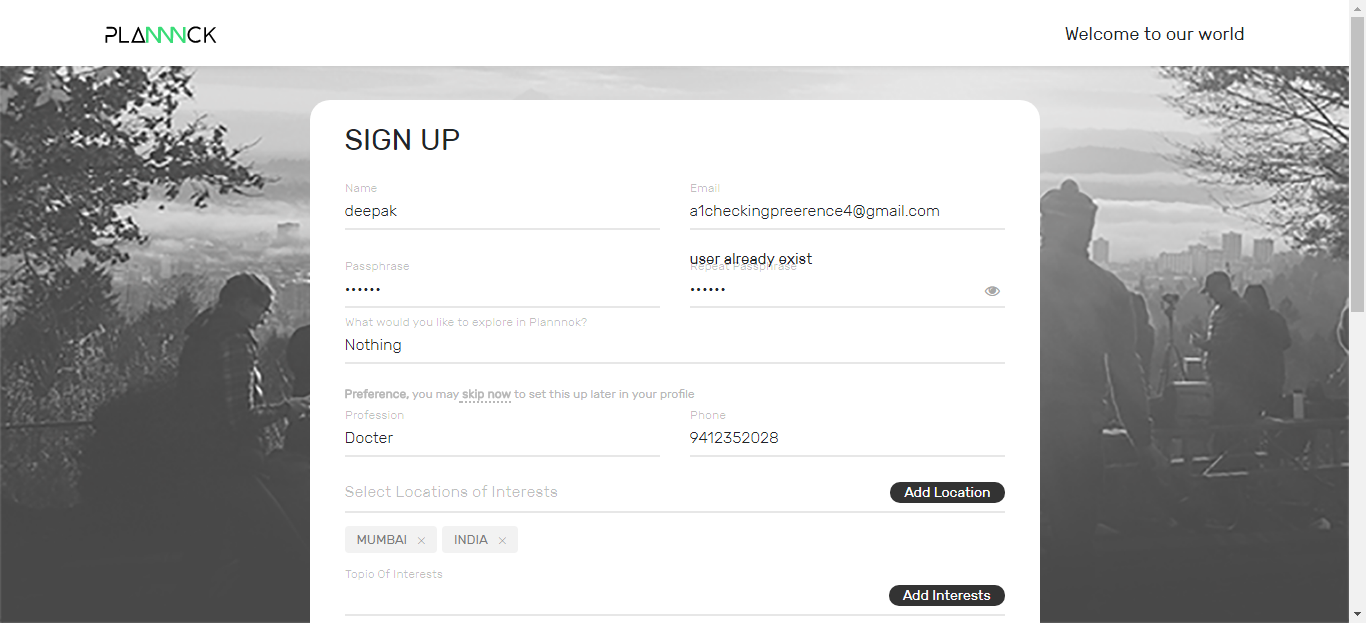 PLANNNCK
Welcome to our world
SIGN UP
Name
Email
deepak
a1checkingpreerence4@gmail.com
user already exist
Passphrase
Repeat Passphrase
••••••
••••••
What would you like to explore in Plannnok?
Nothing
Preference, you may skip now to set this up later in your profile
Profession
Phone
Docter
9412352028
Select Locations of Interests
Add Location
MUMBAI ×
INDIA ×
Topio Of Interests
Add Interests